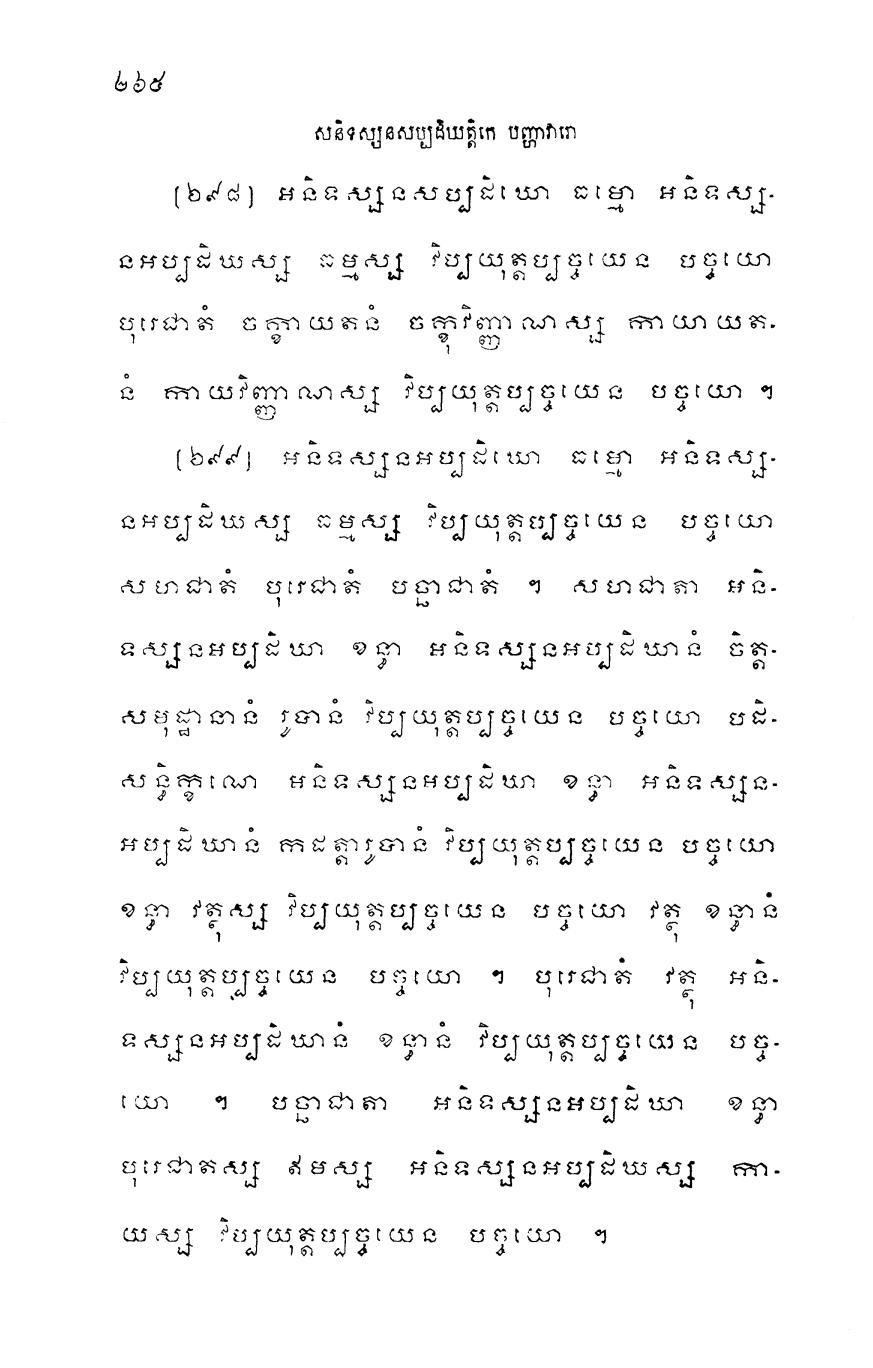 ២៦៥
សនិទស្សនសប្បដិឃត្តិកេ បញ្ហាវារោ
[២៩៨] អនិទស្សនសប្បដិឃោ ធម្មោ អនិទស្ស-
នអប្បដិឃស្ស ធម្មស្ស វិប្បយុត្តប្បច្ចយេន បច្ចយោ
បុរេជាតំ ចក្ខាយតនំ ចក្ខុវិញ្ញាណស្ស កាយាយត-
នំ កាយវិញ្ញាណស្ស វិប្បយុត្តប្បច្ចយេន បច្ចយោ ។
[២៩៩] អនិទស្សនអប្បដិឃោ ធម្មោ អនិទស្ស-
នអប្បដិឃស្ស ធម្មស្ស វិប្បយុត្តប្បច្ចយេន បច្ចយោ
សហជាតំ បុរេជាតំ បច្ឆាជាតំ ។ សហជាតា អនិ-
ទស្សនអប្បដិឃា ខន្ធា អនិទស្សនអប្បដិឃានំ ចិត្ត-
សមុដ្ឋានានំ រូបានំ វិប្បយុត្តប្បច្ចយេន បច្ចយោ បដិ-
សន្ធិក្ខណេ អនិទស្សនអប្បដិឃា ខន្ធា អនិទស្សន-
អប្បដិឃានំ កដត្តារូបានំ វិប្បយុត្តប្បច្ចយេន បច្ចយោ
ខន្ធា វត្ថុស្ស វិប្បយុត្តប្បច្ចយេន បច្ចយោ វត្ថុ ខន្ធានំ
វិប្បយុត្តប្បច្ចយេន បច្ចយោ ។ បុរេជាតំ វត្ថុ អនិ-
ទស្សនអប្បដិឃានំ ខន្ធានំ វិប្បយុត្តប្បច្ចយេន បច្ច-
យោ ។ បច្ឆាជាតា អនិទស្សនអប្បដិឃា ខន្ធា
បុរេជាតស្ស ឥមស្ស អនិទស្សនអប្បដិឃស្ស កា-
យស្ស វិប្បយុត្តប្បច្ចយេន បច្ចយោ ។